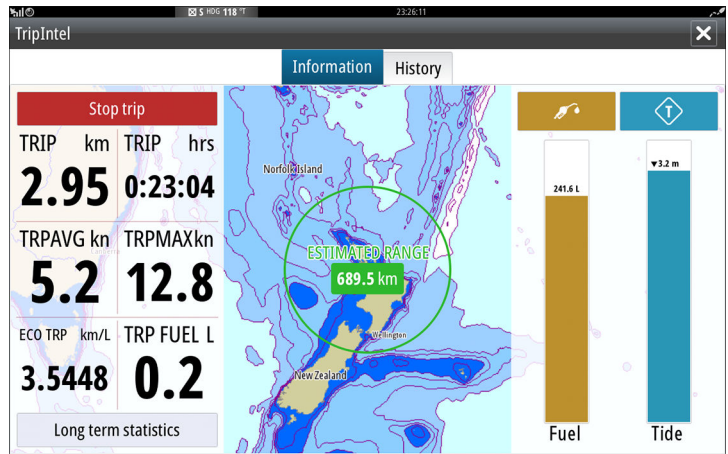 S HDG 118 °T
23:26:11
TripIntel
Information
History
Stop trip
TRIP km
2.95
TRIP hrs
0:23:04
TRPAVG kn
5.2
TRPMAX kn
12.8
ECO TRP km/L
3.5448
TRP FUEL L
0.2
Long term statistics
Norfolk Island
ESTIMATED RANGE
689.5 km
Wellington
New Zealand
T
241.6 L
▼3.2 m
Fuel
Tide